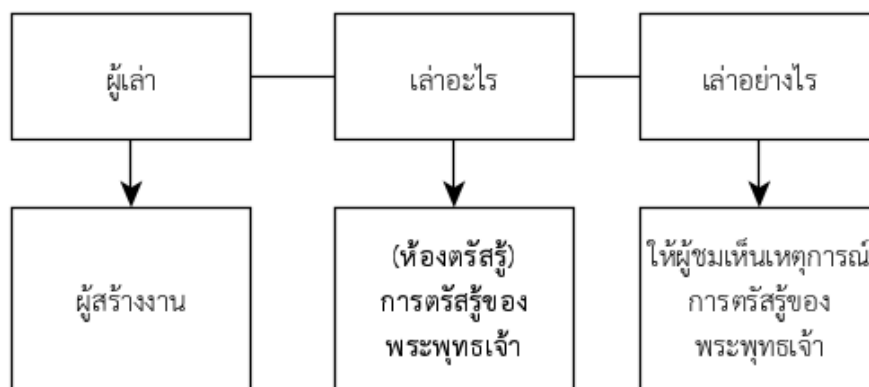 ผู้เล่า
เล่าอะไร
เล่าอย่างไร
ผู้สร้างงาน
(ห้องตรัสรู้)
การตรัสรู้ของ
พระพุทธเจ้า
ให้ผู้ชมเห็นเหตุการณ์
การตรัสรู้ของ
พระพุทธเจ้า